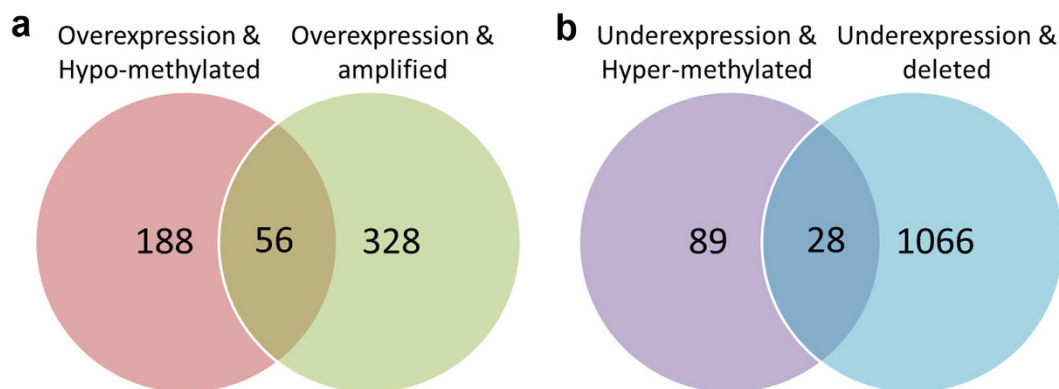 a
Overexpression &
Hypo-methylated
Overexpression &
amplified
188
56
328
b
Underexpression &
Hyper-methylated
Underexpression &
deleted
89
28
1066